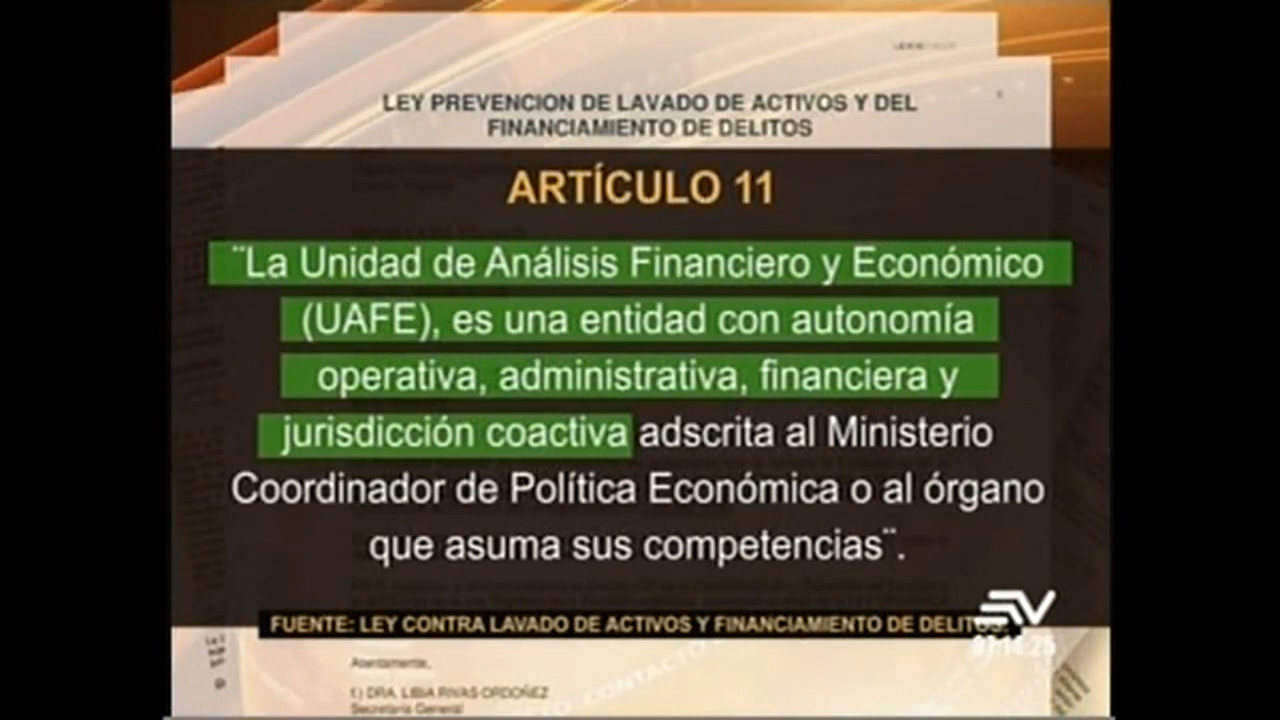 LEY PREVENCION DE LAVADO DE ACTIVOS Y DEL
FINANCIAMIENTO DE DELITOS
ARTÍCULO 11
¨La Unidad de Análisis Financiero y Económico
(UAFE), es una entidad con autonomía
operativa, administrativa, financiera y
jurisdicción coactiva adscrita al Ministerio
Coordinador de Política Económica o al órgano
que asuma sus competencias¨.
FUENTE: LEY CONTRA LAVADO DE ACTIVOS Y FINANCIAMIENTO DE DELITOS.
Atentamente,
f.) DRA. LIBIA RIVAS ORDOÑEZ
Secretaria General
CONTACTO